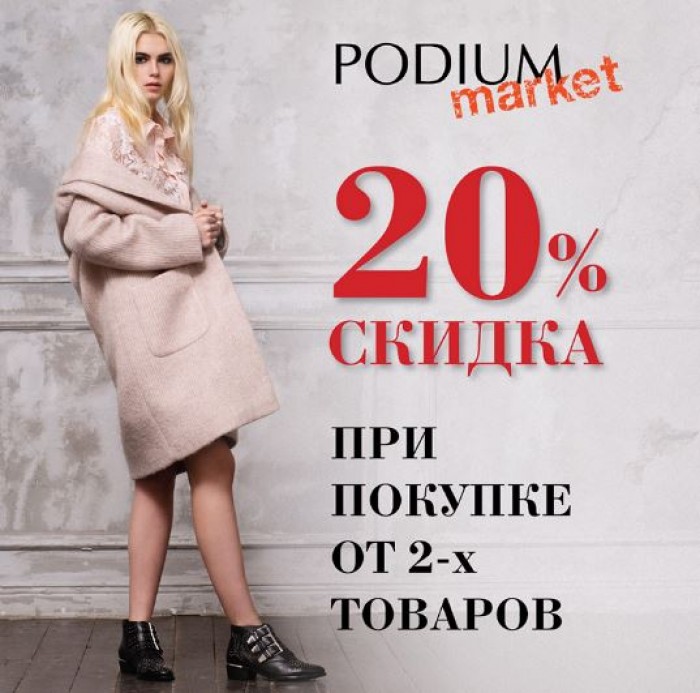 PODIUM
market
20%
СКИДКА
ПРИ
ПОКУПКЕ
ОТ 2-х
ТОВАРОВ